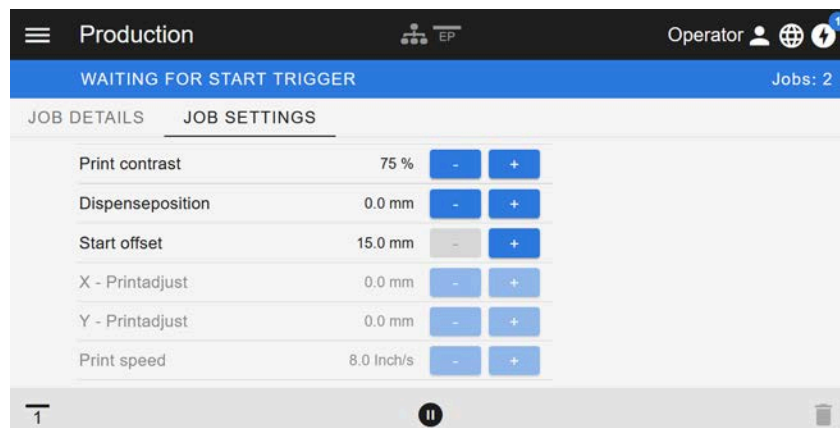 Production EP Operator 1
WAITING FOR START TRIGGER Jobs: 2
JOB DETAILS JOB SETTINGS
Print contrast 75 % - +
Dispenseposition 0.0 mm - +
Start offset 15.0 mm - +
X - Printadjust 0.0 mm - +
Y - Printadjust 0.0 mm - +
Print speed 8.0 Inch/s - +
1